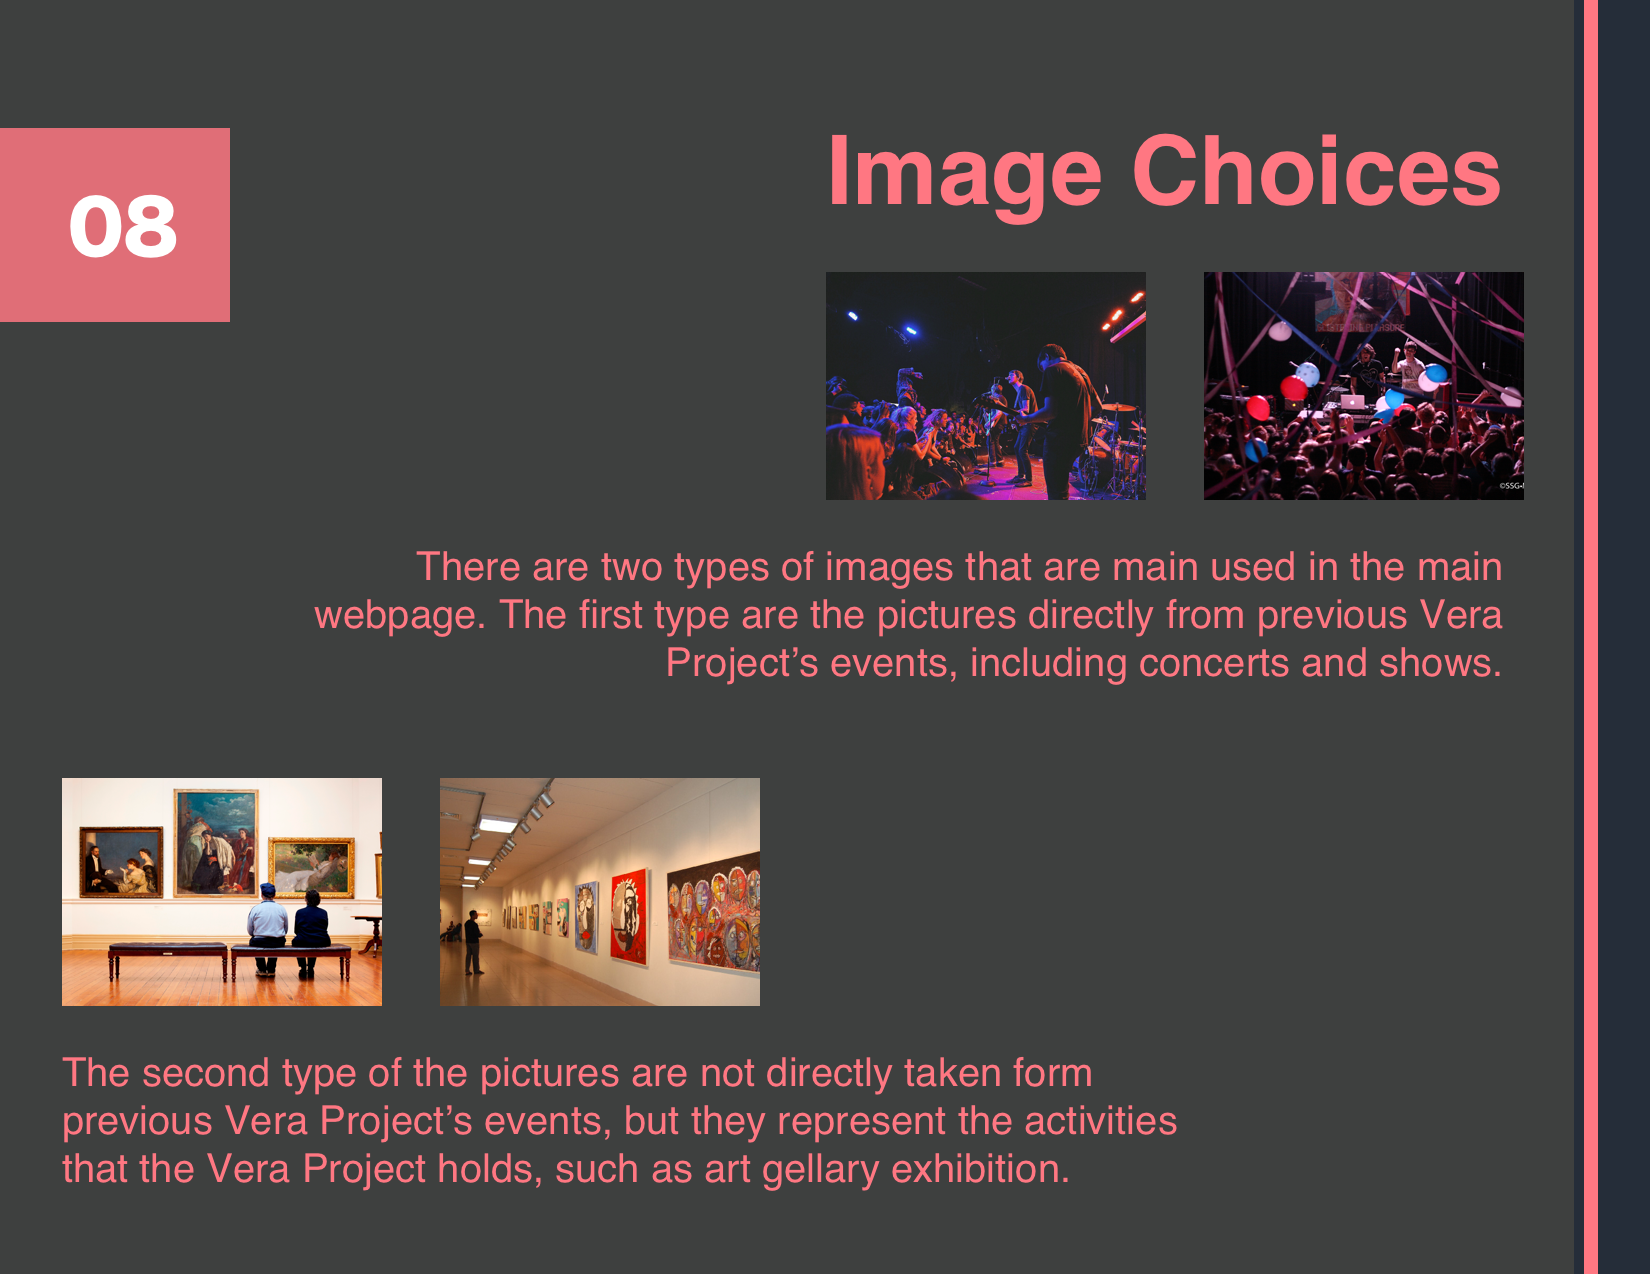 08
Image Choices
©SSG
There are two types of images that are main used in the main
webpage. The first type are the pictures directly from previous Vera
Project’s events, including concerts and shows.
The second type of the pictures are not directly taken form
previous Vera Project’s events, but they represent the activities
that the Vera Project holds, such as art gellary exhibition.